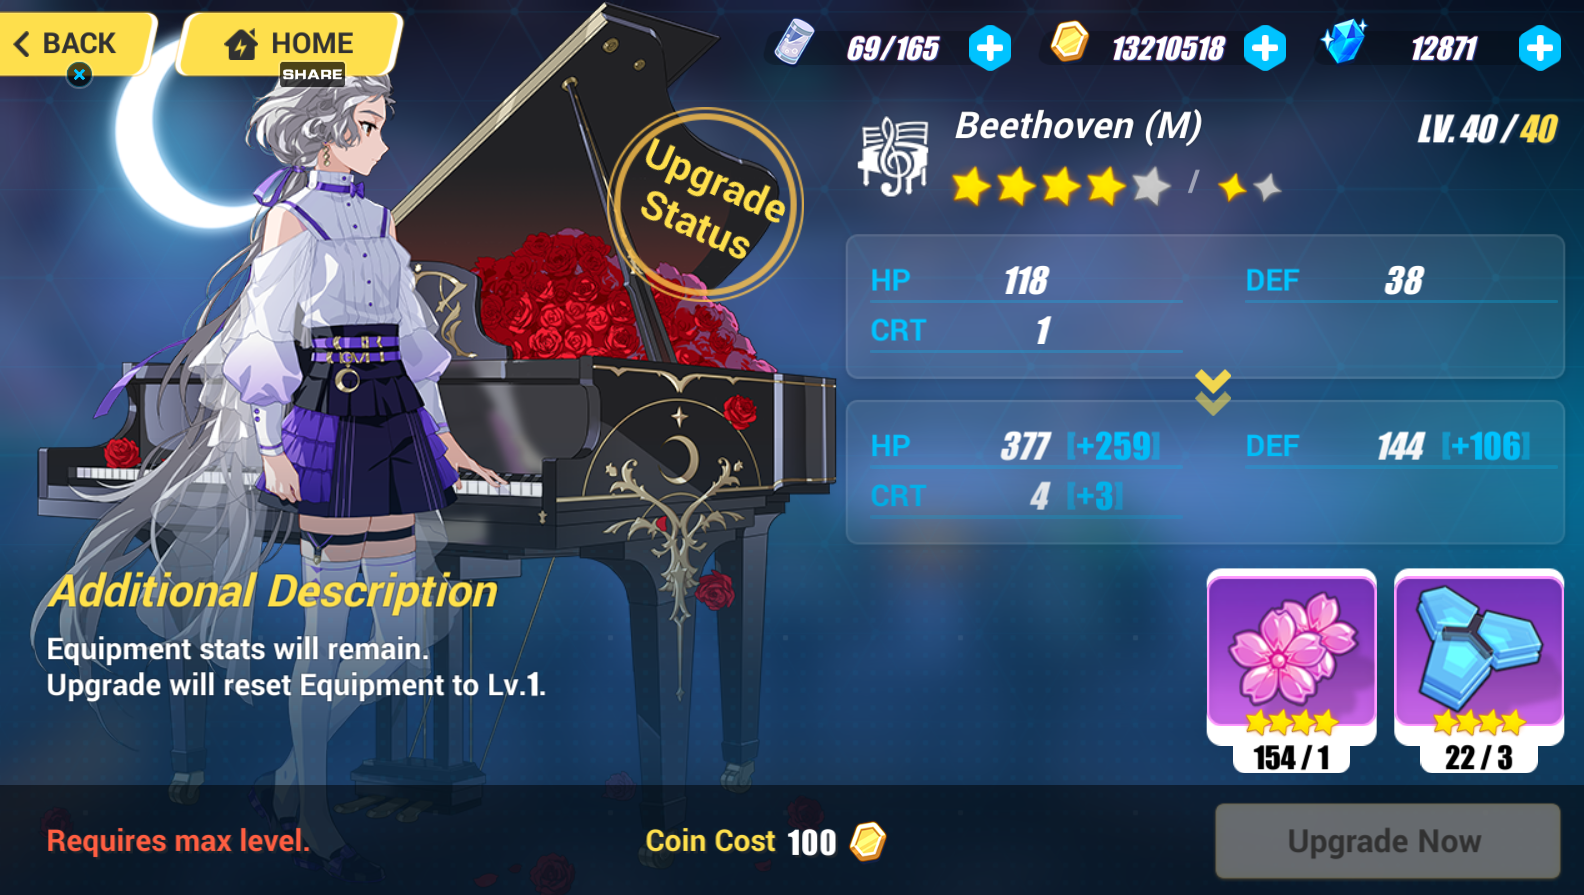 BACK
HOME
SHARE
69/165
13210518
12871
Upgrade
Status
Beethoven (M)
LV.40/40
/
HP 118 DEF 38
CRT 1
HP 377 [+259] DEF 144 [+106]
CRT 4 [+3]
Additional Description
Equipment stats will remain.
Upgrade will reset Equipment to Lv.1.
154 / 1
22 / 3
Requires max level.
Coin Cost 100
Upgrade Now